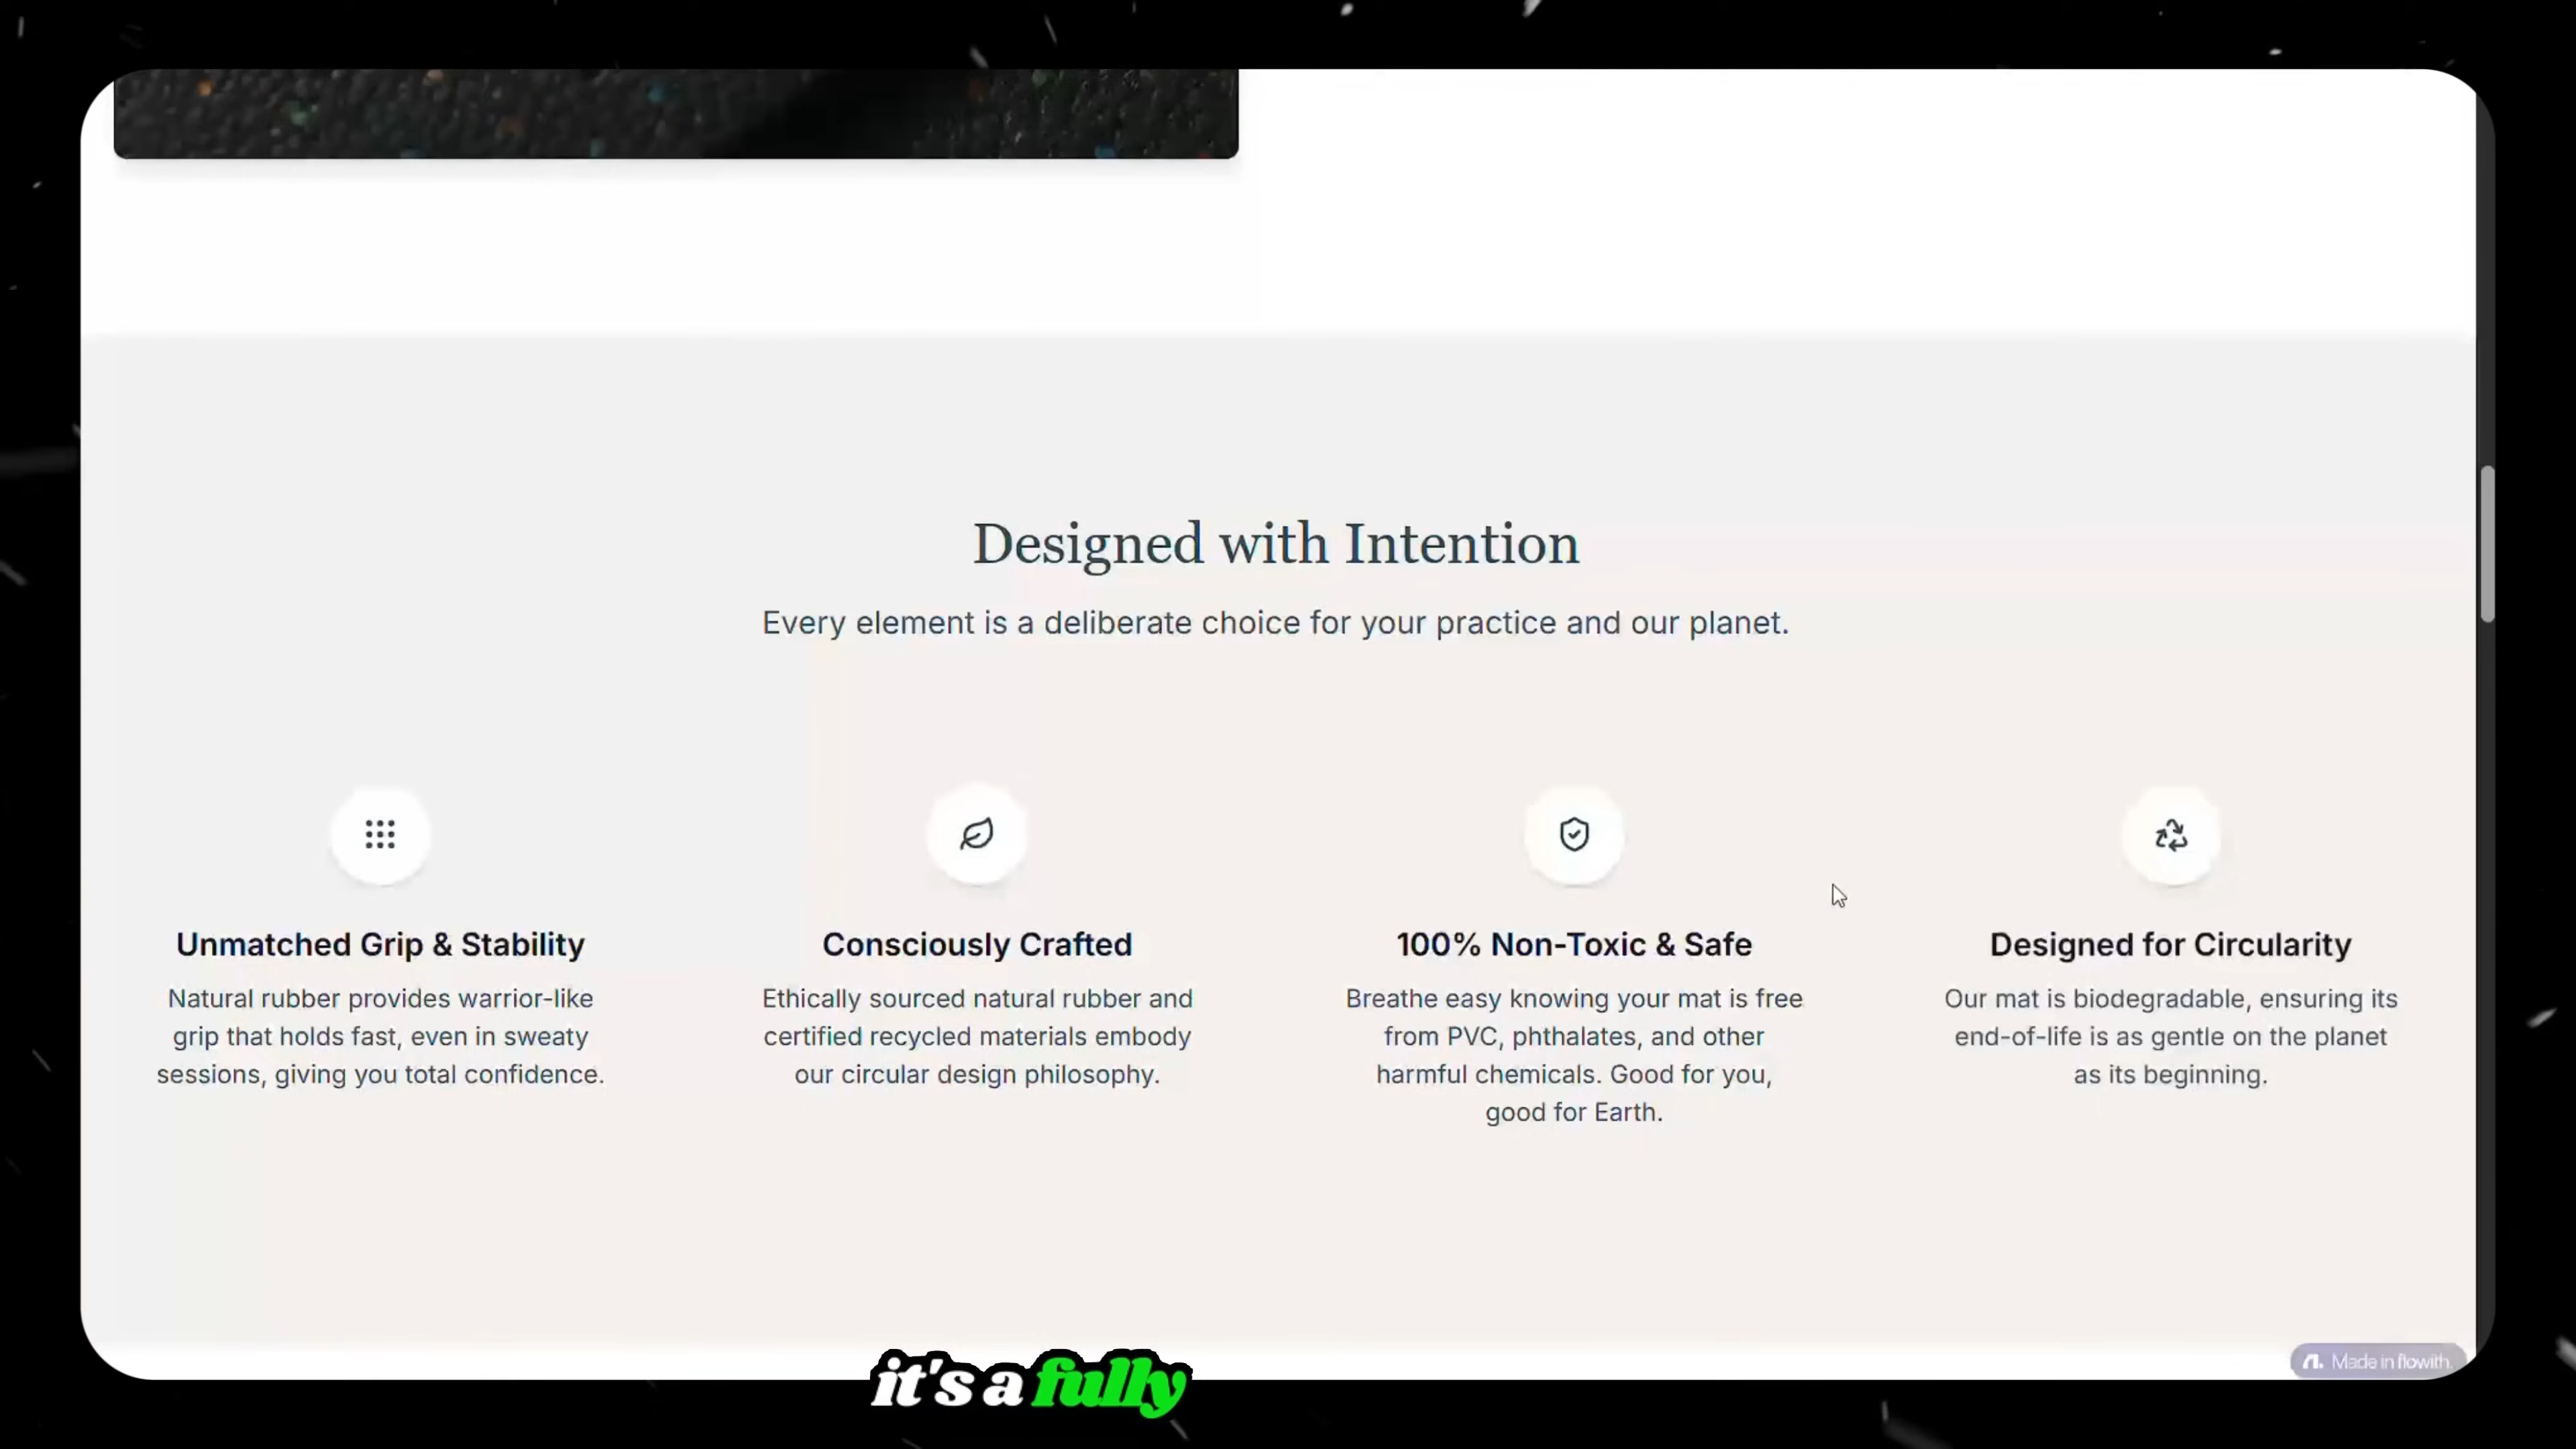 Designed with Intention
Every element is a deliberate choice for your practice and our planet.
Unmatched Grip & Stability
Natural rubber provides warrior-like
grip that holds fast, even in sweaty
sessions, giving you total confidence.
Consciously Crafted
Ethically sourced natural rubber and
certified recycled materials embody
our circular design philosophy.
100% Non-Toxic & Safe
Breathe easy knowing your mat is free
from PVC, phthalates, and other
harmful chemicals. Good for you,
good for Earth.
Designed for Circularity
Our mat is biodegradable, ensuring its
end-of-life is as gentle on the planet
as its beginning.
Made in flowith.
it's a fully